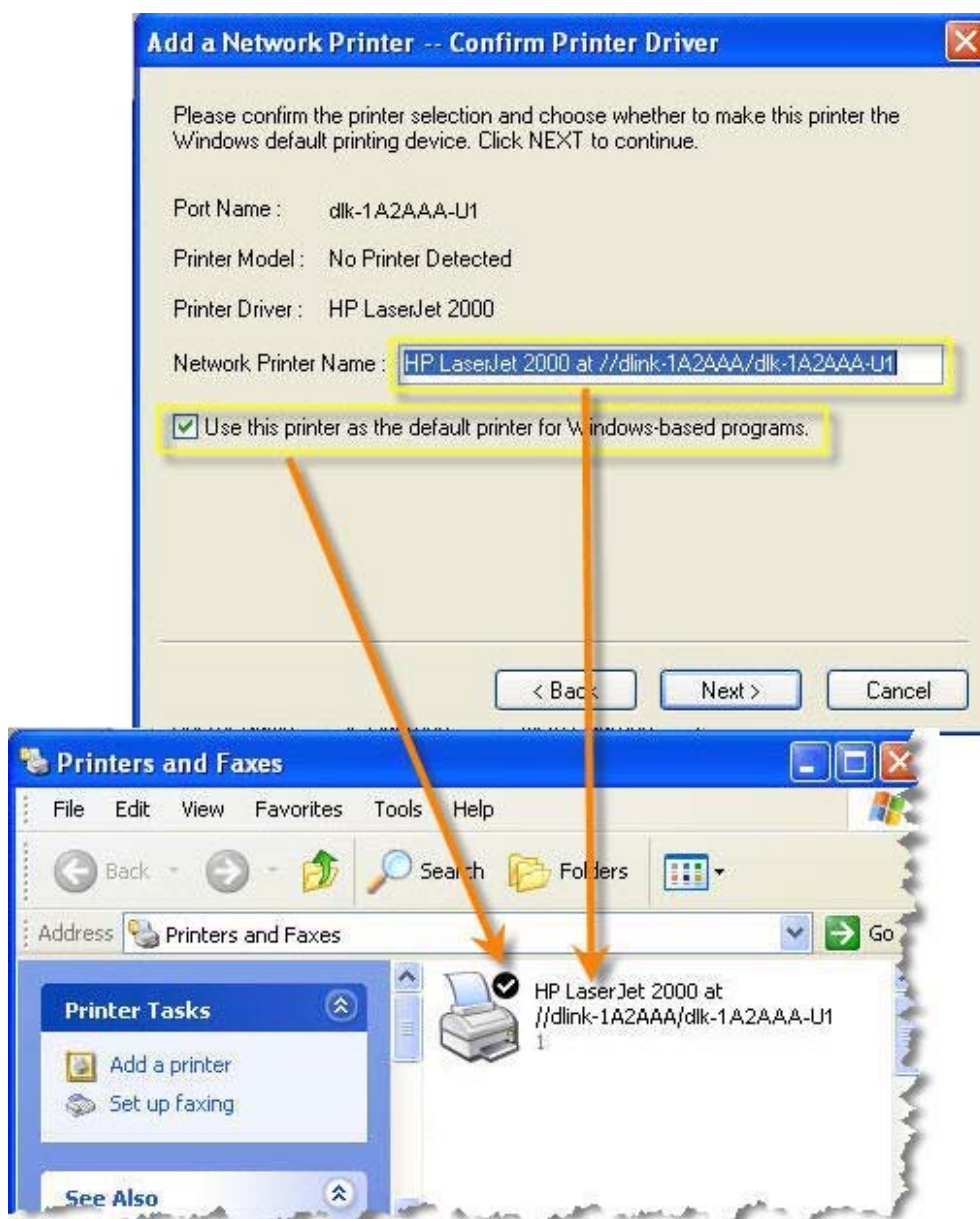 Add a Network Printer -- Confirm Printer Driver
Please confirm the printer selection and choose whether to make this printer the
Windows default printing device. Click NEXT to continue.
Port Name : dlk-1A2AAA-U1
Printer Model : No Printer Detected
Printer Driver : HP LaserJet 2000
Network Printer Name : HP LaserJet 2000 at //dlink-1A2AAA/dlk-1A2AAA-U1
Use this printer as the default printer for Windows-based programs.
< Back Next > Cancel
Printers and Faxes
File Edit View Favorites Tools Help
Back Search Folders
Address Printers and Faxes Go
Printer Tasks
Add a printer
Set up faxing
See Also
HP LaserJet 2000 at
//dlink-1A2AAA/dlk-1A2AAA-U1
1